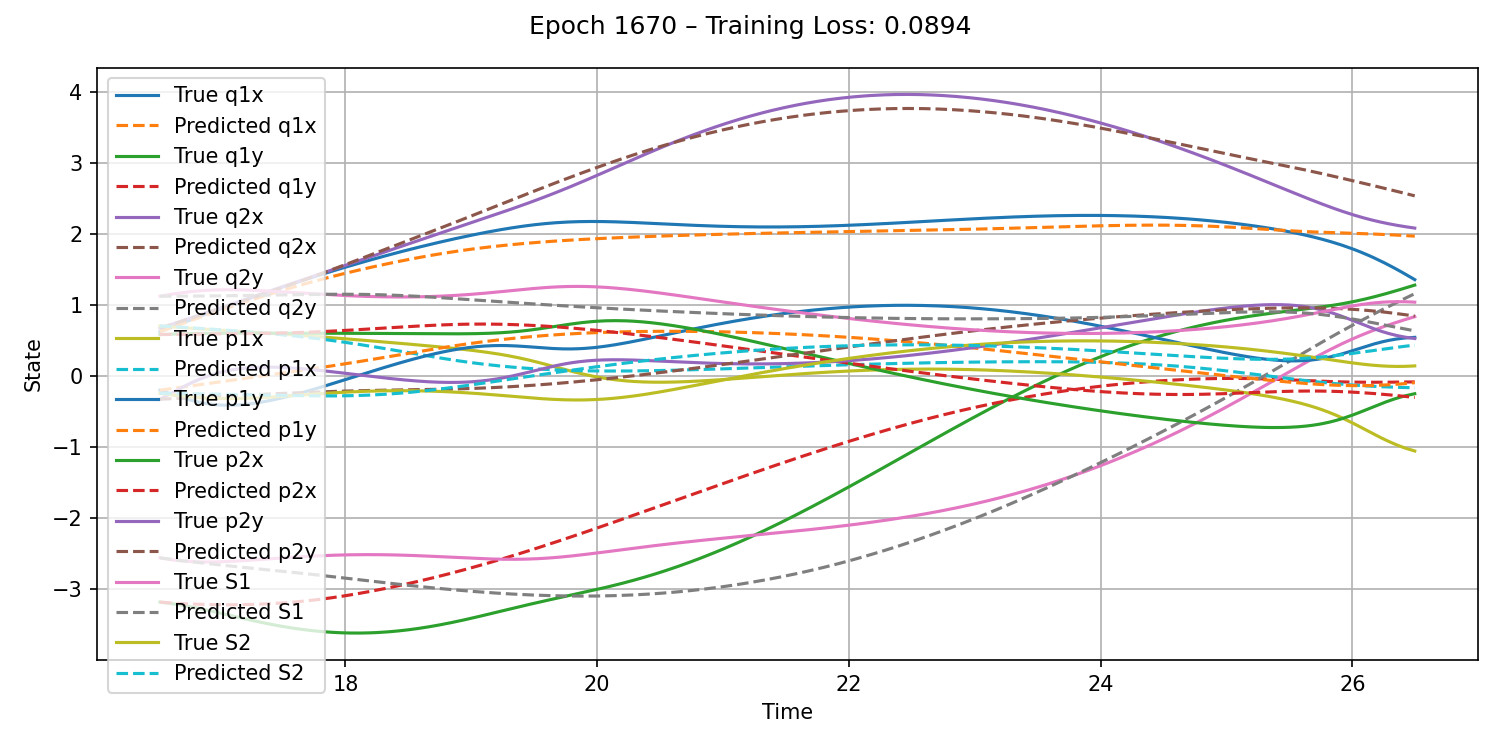 Epoch 1670 – Training Loss: 0.0894
4
3
2
1
0
−1
−2
−3
State
True q1x
Predicted q1x
True q1y
Predicted q1y
True q2x
Predicted q2x
True q2y
Predicted q2y
True p1x
Predicted p1x
True p1y
Predicted p1y
True p2x
Predicted p2x
True p2y
Predicted p2y
True S1
Predicted S1
True S2
Predicted S2
18 20 22 24 26
Time